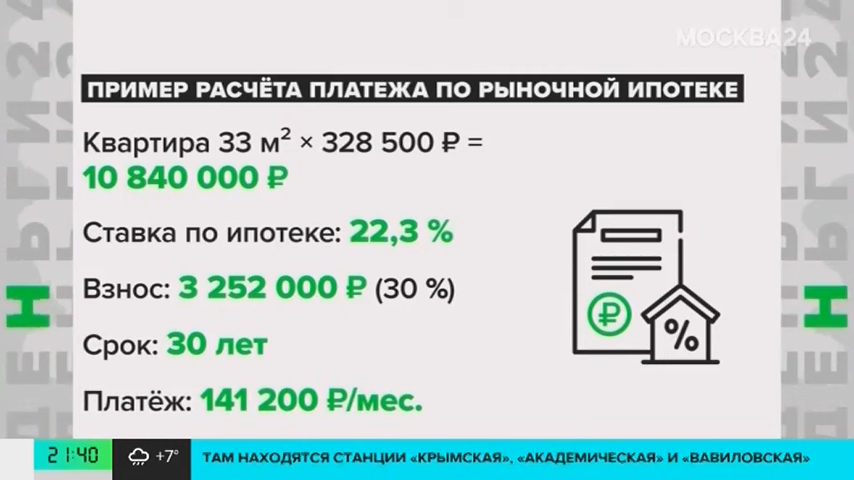 МОСКВА24
ПРИМЕР РАСЧЁТА ПЛАТЕЖА ПО РЫНОЧНОЙ ИПОТЕКЕ
Квартира 33 м² × 328 500 ₽ =
10 840 000 ₽
Ставка по ипотеке: 22,3 %
Взнос: 3 252 000 ₽ (30 %)
Срок: 30 лет
Платёж: 141 200 ₽/мес.
₽
%
21:40 +7° ТАМ НАХОДЯТСЯ СТАНЦИИ «КРЫМСКАЯ», «АКАДЕМИЧЕСКАЯ» И «ВАВИЛОВСКАЯ»